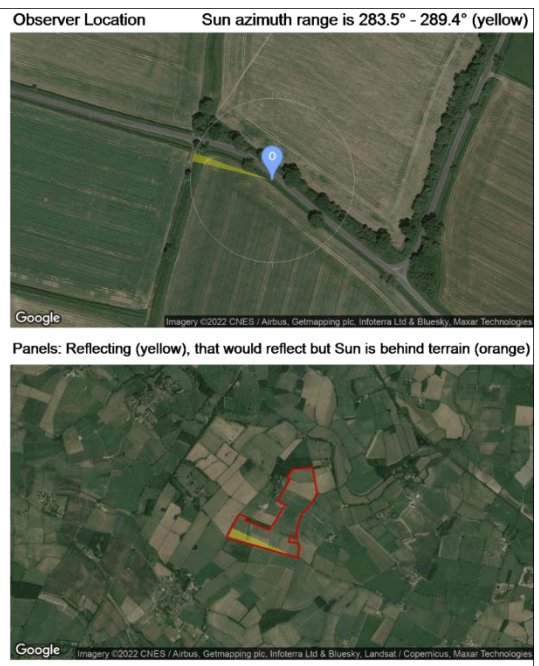 Observer Location
Sun azimuth range is 283.5° - 289.4° (yellow)
O
Google
Imagery ©2022 CNES / Airbus, Getmapping plc, Infoterra Ltd & Bluesky, Maxar Technologies
Panels: Reflecting (yellow), that would reflect but Sun is behind terrain (orange)
Google
Imagery ©2022 CNES / Airbus, Getmapping plc, Infoterra Ltd & Bluesky, Landsat / Copernicus, Maxar Technologies